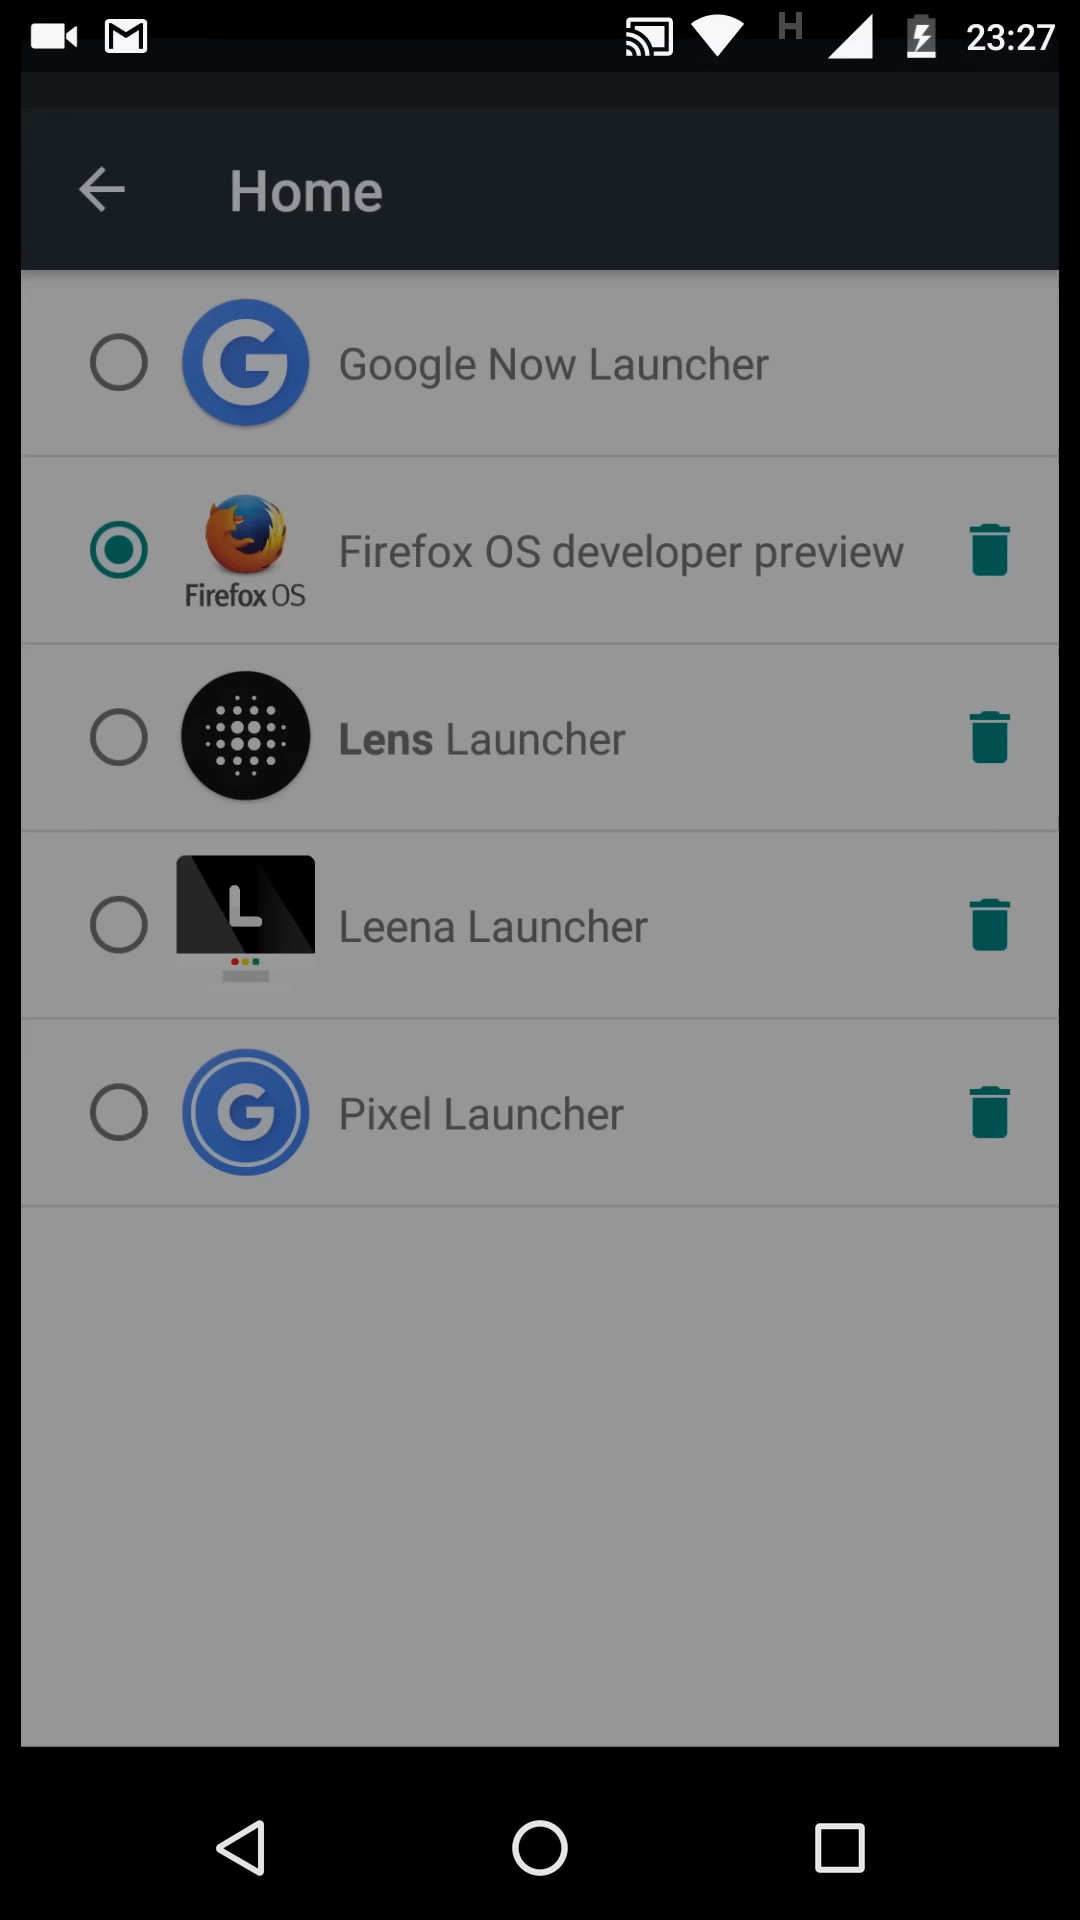 H 23:27
Home
Google Now Launcher
Firefox OS developer preview
Firefox OS
Lens Launcher
L
Leena Launcher
Pixel Launcher